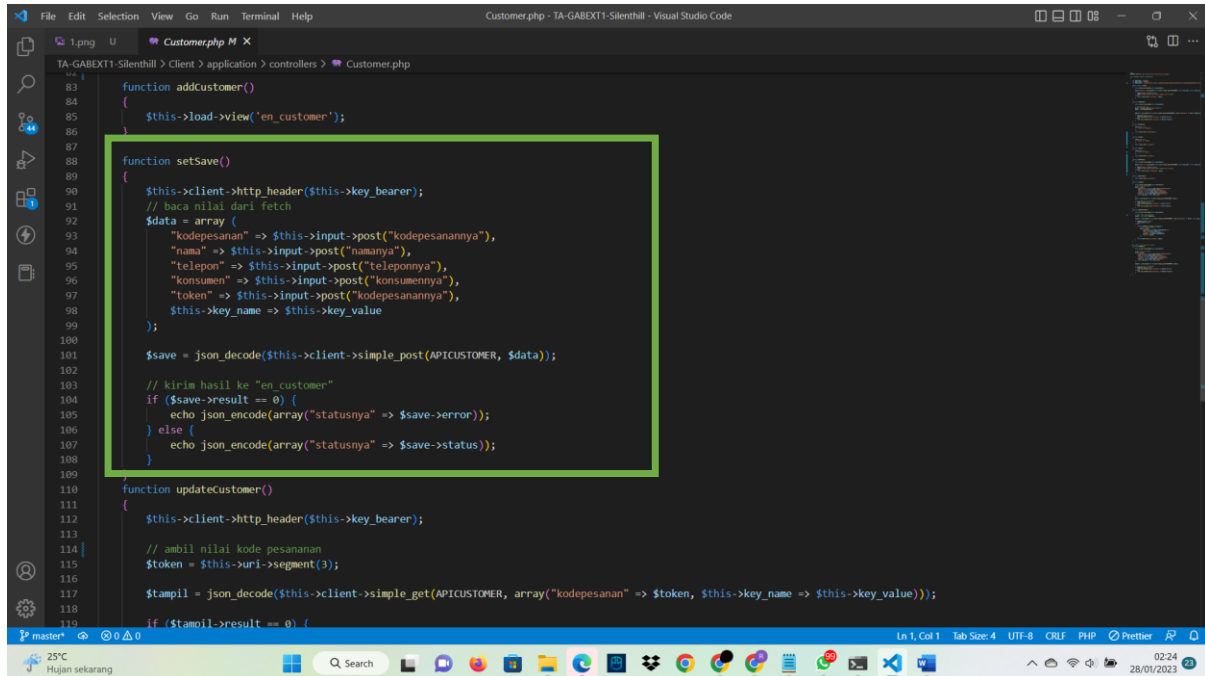 File Edit Selection View Go Run Terminal Help
Customer.php - TA-GABEXT1-Silenthill - Visual Studio Code
1.png U
Customer.php M
TA-GABEXT1-Silenthill > Client > application > controllers > Customer.php
83 function addCustomer()
84 {
85 $this->load->view('en_customer');
86 }
87
88 function setSave()
89 {
90 $this->client->http_header($this->key_bearer);
91 // baca nilai dari fetch
92 $data = array (
93 "kodepesanan" => $this->input->post("kodepesanannya"),
94 "nama" => $this->input->post("namanya"),
95 "telepon" => $this->input->post("teleponnya"),
96 "konsumen" => $this->input->post("konsumennya"),
97 "token" => $this->input->post("kodepesanannya"),
98 $this->key_name => $this->key_value
99 );
100
101 $save = json_decode($this->client->simple_post(APICUSTOMER, $data));
102
103 // kirim hasil ke "en_customer"
104 if ($save->result == 0) {
105 echo json_encode(array("statusnya" => $save->error));
106 } else {
107 echo json_encode(array("statusnya" => $save->status));
108 }
109
110 function updateCustomer()
111 {
112 $this->client->http_header($this->key_bearer);
113
114 // ambil nilai kode pesananan
115 $token = $this->uri->segment(3);
116
117 $tampil = json_decode($this->client->simple_get(APICUSTOMER, array("kodepesanan" => $token, $this->key_name => $this->key_value)));
118
119 if ($tampil->result == 0) {
44
1
master* 0 0
Ln 1, Col 1 Tab Size: 4 UTF-8 CRLF PHP Prettier
25°C
Hujan sekarang
Search
99
02:24
28/01/2023
23